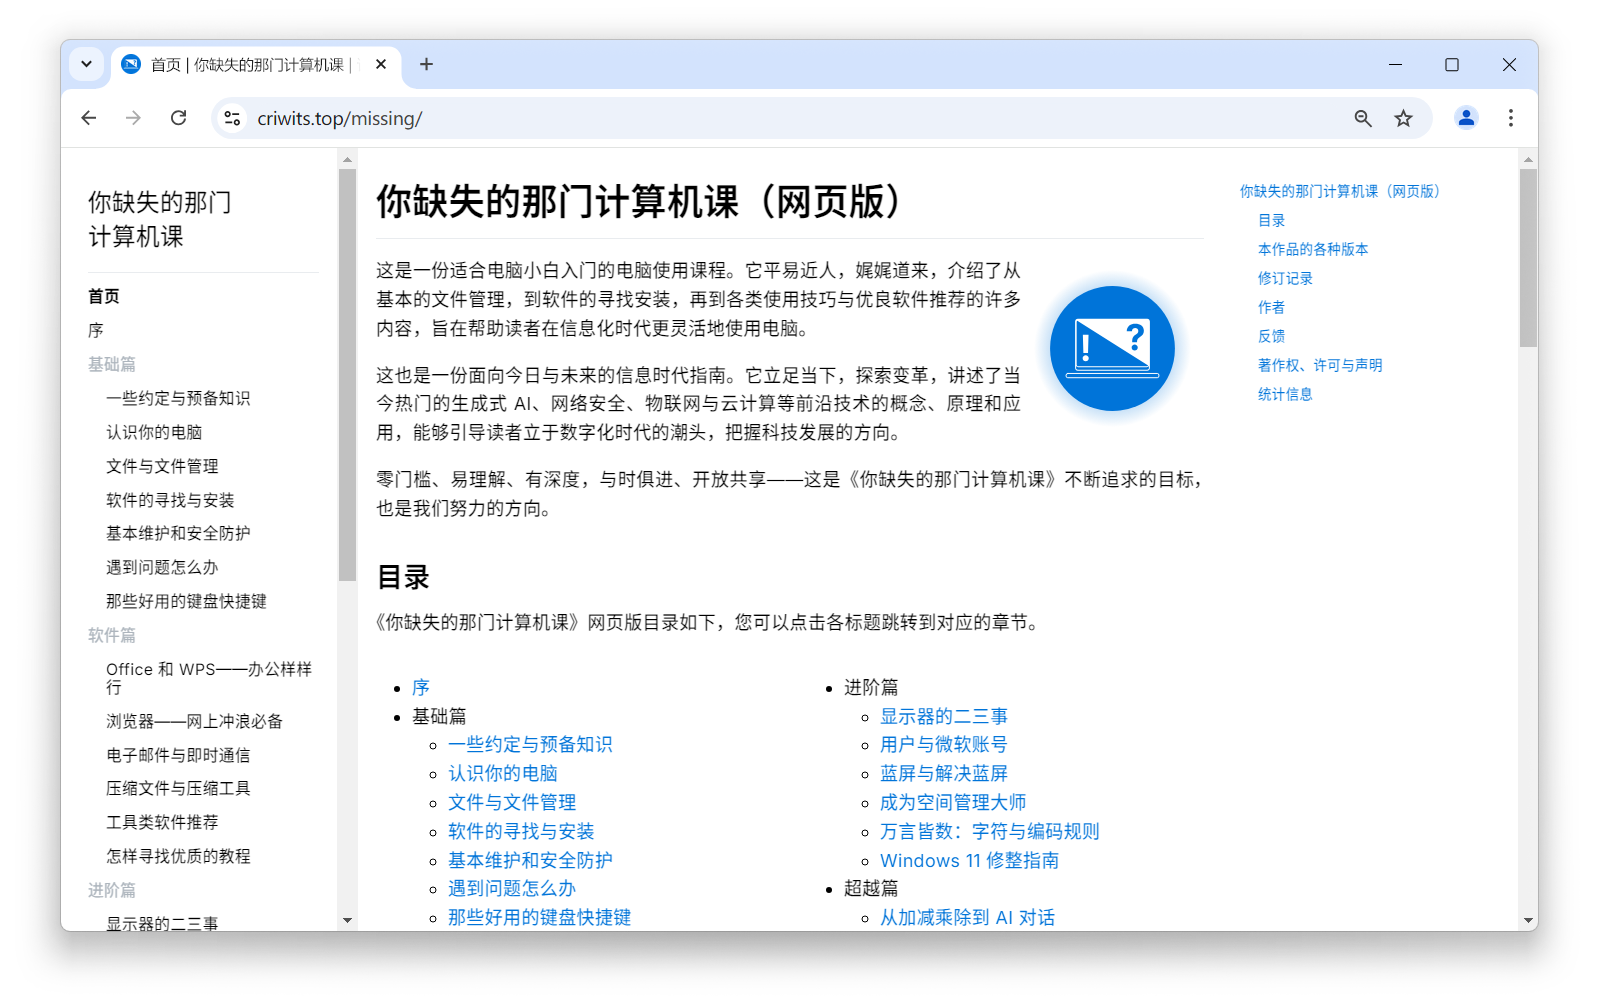 首页 | 你缺失的那门计算机课 |
criwits.top/missing/
你缺失的那门
计算机课
首页
序
基础篇
一些约定与预备知识
认识你的电脑
文件与文件管理
软件的寻找与安装
基本维护和安全防护
遇到问题怎么办
那些好用的键盘快捷键
软件篇
Office 和 WPS——办公样样
行
浏览器——网上冲浪必备
电子邮件与即时通信
压缩文件与压缩工具
工具类软件推荐
怎样寻找优质的教程
进阶篇
显示器的二三事
你缺失的那门计算机课（网页版）
这是一份适合电脑小白入门的电脑使用课程。它平易近人，娓娓道来，介绍了从
基本的文件管理，到软件的寻找安装，再到各类使用技巧与优良软件推荐的许多
内容，旨在帮助读者在信息化时代更灵活地使用电脑。
这也是一份面向今日与未来的信息时代指南。它立足当下，探索变革，讲述了当
今热门的生成式 AI、网络安全、物联网与云计算等前沿技术的概念、原理和应
用，能够引导读者立于数字化时代的潮头，把握科技发展的方向。
! ?
零门槛、易理解、有深度，与时俱进、开放共享——这是《你缺失的那门计算机课》不断追求的目标，
也是我们努力的方向。
目录
《你缺失的那门计算机课》网页版目录如下，您可以点击各标题跳转到对应的章节。
序
基础篇
一些约定与预备知识
认识你的电脑
文件与文件管理
软件的寻找与安装
基本维护和安全防护
遇到问题怎么办
那些好用的键盘快捷键
进阶篇
显示器的二三事
用户与微软账号
蓝屏与解决蓝屏
成为空间管理大师
万言皆数：字符与编码规则
Windows 11 修整指南
超越篇
从加减乘除到 AI 对话
你缺失的那门计算机课（网页版）
目录
本作品的各种版本
修订记录
作者
反馈
著作权、许可与声明
统计信息